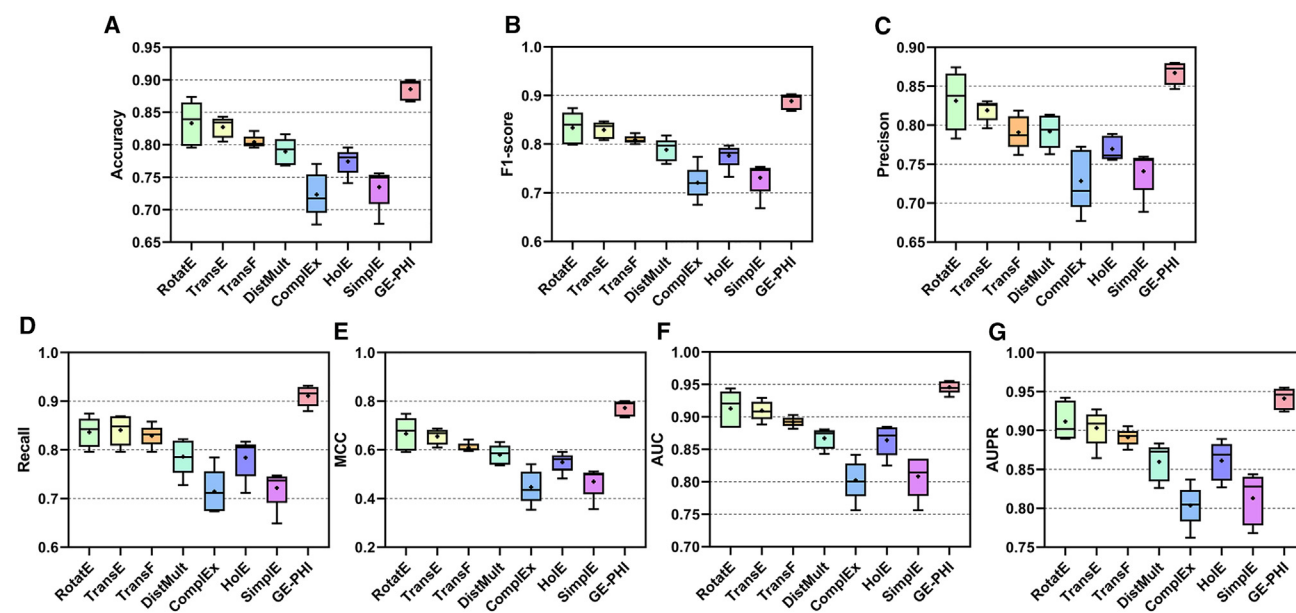 A
Accuracy
0.95
0.90
0.85
0.80
0.75
0.70
0.65
RotatE
TransE
TransF
DistMult
ComplEx
HolE
SimplE
GE-PHI
B
F1-score
1.0
0.9
0.8
0.7
0.6
RotatE
TransE
TransF
DistMult
ComplEx
HolE
SimplE
GE-PHI
C
Precison
0.90
0.85
0.80
0.75
0.70
0.65
RotatE
TransE
TransF
DistMult
ComplEx
HolE
SimplE
GE-PHI
D
Recall
1.0
0.9
0.8
0.7
0.6
RotatE
TransE
TransF
DistMult
ComplEx
HolE
SimplE
GE-PHI
E
MCC
1.0
0.8
0.6
0.4
0.2
RotatE
TransE
TransF
DistMult
ComplEx
HolE
SimplE
GE-PHI
F
AUC
1.00
0.95
0.90
0.85
0.80
0.75
0.70
RotatE
TransE
TransF
DistMult
ComplEx
HolE
SimplE
GE-PHI
G
AUPR
1.00
0.95
0.90
0.85
0.80
0.75
RotatE
TransE
TransF
DistMult
ComplEx
HolE
SimplE
GE-PHI